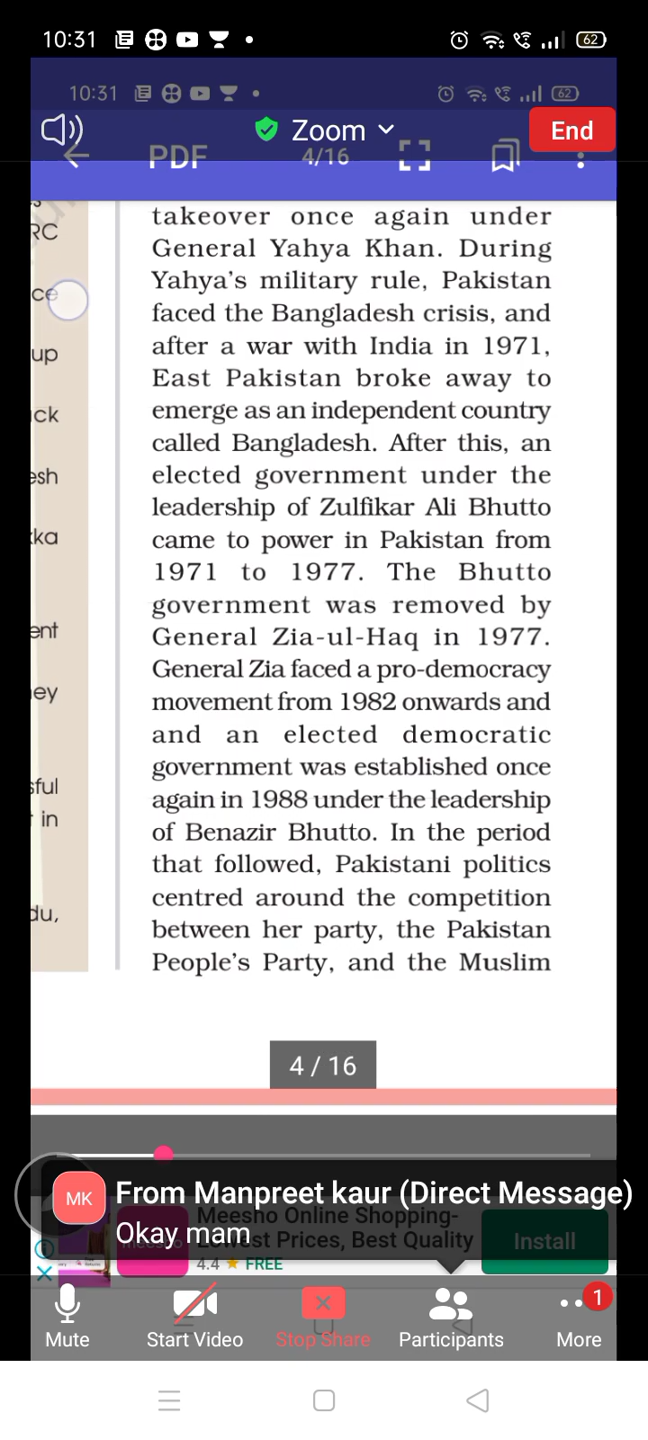 10:31
62
10:31
62
Zoom
End
PDF
4/16
RC
ce
up
ack
esh
kka
ent
ney
sful
in
du,
takeover once again under
General Yahya Khan. During
Yahya's military rule, Pakistan
faced the Bangladesh crisis, and
after a war with India in 1971,
East Pakistan broke away to
emerge as an independent country
called Bangladesh. After this, an
elected government under the
leadership of Zulfikar Ali Bhutto
came to power in Pakistan from
1971 to 1977. The Bhutto
government was removed by
General Zia-ul-Haq in 1977.
General Zia faced a pro-democracy
movement from 1982 onwards and
and an elected democratic
government was established once
again in 1988 under the leadership
of Benazir Bhutto. In the period
that followed, Pakistani politics
centred around the competition
between her party, the Pakistan
People's Party, and the Muslim
4 / 16
MK
From Manpreet kaur (Direct Message)
Okay mam
Meesho Online Shopping-
Lowest Prices, Best Quality
4.4 ★ FREE
Install
Mute
Start Video
Stop Share
Participants
More
1